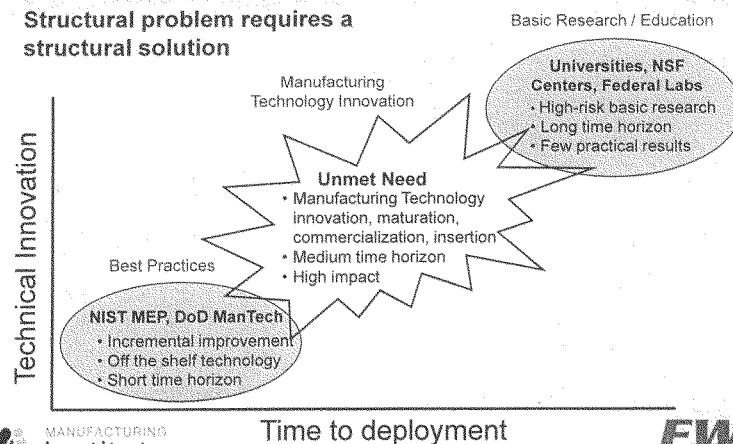 Structural problem requires a
structural solution
Basic Research / Education
Universities, NSF
Centers, Federal Labs
• High-risk basic research
• Long time horizon
• Few practical results
Manufacturing
Technology Innovation
Unmet Need
• Manufacturing Technology
innovation, maturation,
commercialization, insertion
• Medium time horizon
• High impact
Best Practices
NIST MEP, DoD ManTech
• Incremental improvement
• Off the shelf technology
• Short time horizon
Technical Innovation
Time to deployment
MANUFACTURING